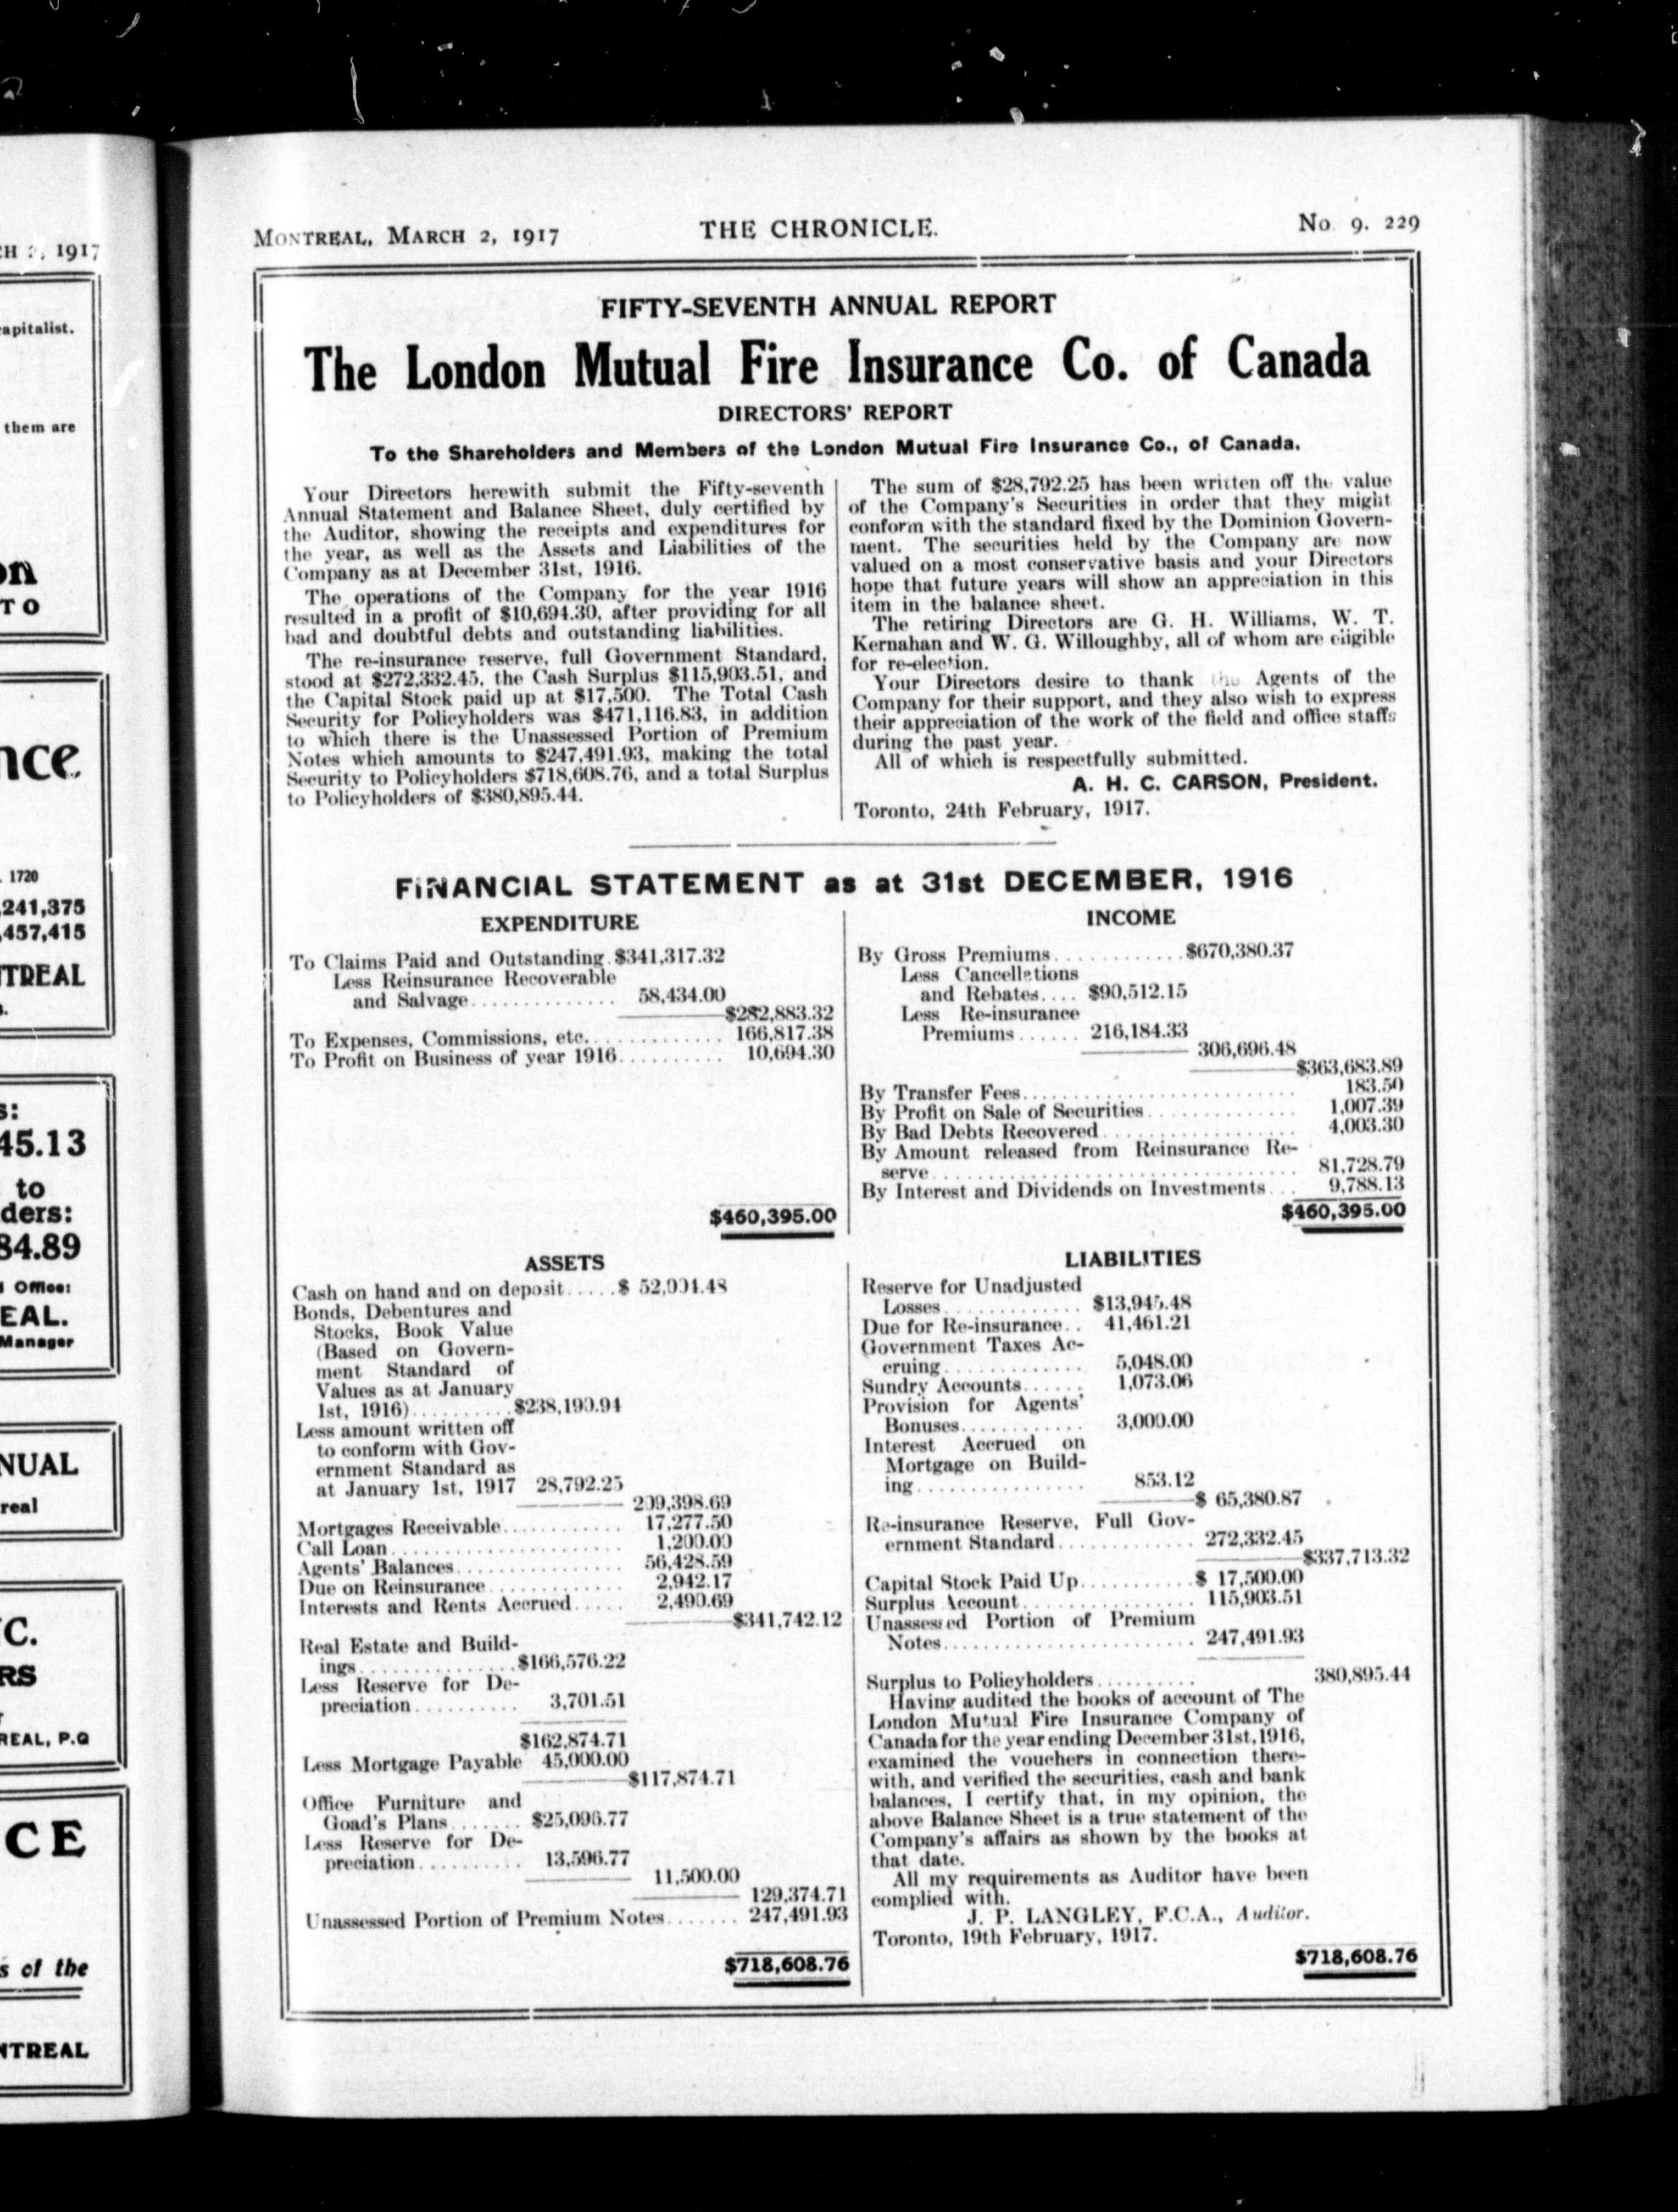 CH 2, 1917
apitalist.
them are
on
TO
nce
1720
,241,375
,457,415
TREAL
s:
45.13
to
ders:
84.89
Office:
EAL.
Manager
NUAL
real
C.
RS
REAL, P.Q
CE
s of the
NTREAL
MONTREAL, MARCH 2, 1917
THE CHRONICLE.
No. 9. 229
FIFTY-SEVENTH ANNUAL REPORT
The London Mutual Fire Insurance Co. of Canada
DIRECTORS' REPORT
To the Shareholders and Members of the London Mutual Fire Insurance Co., of Canada.
Your Directors herewith submit the Fifty-seventh
Annual Statement and Balance Sheet, duly certified by
the Auditor, showing the receipts and expenditures for
the year, as well as the Assets and Liabilities of the
Company as at December 31st, 1916.
The operations of the Company for the year 1916
resulted in a profit of $10,694.30, after providing for all
bad and doubtful debts and outstanding liabilities.
The re-insurance reserve, full Government Standard,
stood at $272,332.45, the Cash Surplus $115,903.51, and
the Capital Stock paid up at $17,500. The Total Cash
Security for Policyholders was $471,116.83, in addition
to which there is the Unassessed Portion of Premium
Notes which amounts to $247,491.93, making the total
Security to Policyholders $718,608.76, and a total Surplus
to Policyholders of $380,895.44.
The sum of $28,792.25 has been written off the value
of the Company's Securities in order that they might
conform with the standard fixed by the Dominion Govern-
ment. The securities held by the Company are now
valued on a most conservative basis and your Directors
hope that future years will show an appreciation in this
item in the balance sheet.
The retiring Directors are G. H. Williams, W. T.
Kernahan and W. G. Willoughby, all of whom are eligible
for re-election.
Your Directors desire to thank the Agents of the
Company for their support, and they also wish to express
their appreciation of the work of the field and office staffs
during the past year.
All of which is respectfully submitted.
A. H. C. CARSON, President.
Toronto, 24th February, 1917.
FINANCIAL STATEMENT as at 31st DECEMBER, 1916
EXPENDITURE
To Claims Paid and Outstanding. $341,317.32
Less Reinsurance Recoverable
and Salvage.............. 58,434.00
$282,883.32
To Expenses, Commissions, etc............. 166,817.38
To Profit on Business of year 1916.......... 10,694.30
$460,395.00
INCOME
By Gross Premiums............$670,380.37
Less Cancellations
and Rebates.... $90,512.15
Less Re-insurance
Premiums...... 216,184.33
306,696.48
$363,683.89
By Transfer Fees.......................... 183.50
By Profit on Sale of Securities.............. 1,007.39
By Bad Debts Recovered.................. 4,003.30
By Amount released from Reinsurance Re-
serve.................................... 81,728.79
By Interest and Dividends on Investments... 9,788.13
$460,395.00
ASSETS
Cash on hand and on deposit.....$ 52,004.48
Bonds, Debentures and
Stocks, Book Value
(Based on Govern-
ment Standard of
Values as at January
1st, 1916)..........$238,190.94
Less amount written off
to conform with Gov-
ernment Standard as
at January 1st, 1917 28,792.25
209,398.69
Mortgages Receivable............ 17,277.50
Call Loan...................... 1,200.00
Agents' Balances................ 56,428.59
Due on Reinsurance............. 2,942.17
Interests and Rents Accrued..... 2,490.69
$341,742.12
Real Estate and Build-
ings...............$166,576.22
Less Reserve for De-
preciation.......... 3,701.51
$162,874.71
Less Mortgage Payable 45,000.00
$117,874.71
Office Furniture and
Goad's Plans....... $25,096.77
Less Reserve for De-
preciation.......... 13,596.77
11,500.00
129,374.71
Unassessed Portion of Premium Notes....... 247,491.93
$718,608.76
LIABILITIES
Reserve for Unadjusted
Losses............. $13,945.48
Due for Re-insurance.. 41,461.21
Government Taxes Ac-
cruing............. 5,048.00
Sundry Accounts...... 1,073.06
Provision for Agents'
Bonuses............ 3,000.00
Interest Accrued on
Mortgage on Build-
ing................ 853.12
$ 65,380.87
Re-insurance Reserve, Full Gov-
ernment Standard............. 272,332.45
$337,713.32
Capital Stock Paid Up...........$ 17,500.00
Surplus Account................ 115,903.51
Unassessed Portion of Premium
Notes....................... 247,491.93
Surplus to Policyholders.......... 380,895.44
Having audited the books of account of The
London Mutual Fire Insurance Company of
Canada for the year ending December 31st, 1916,
examined the vouchers in connection there-
with, and verified the securities, cash and bank
balances, I certify that, in my opinion, the
above Balance Sheet is a true statement of the
Company's affairs as shown by the books at
that date.
All my requirements as Auditor have been
complied with.
J. P. LANGLEY, F.C.A., Auditor.
Toronto, 19th February, 1917.
$718,608.76